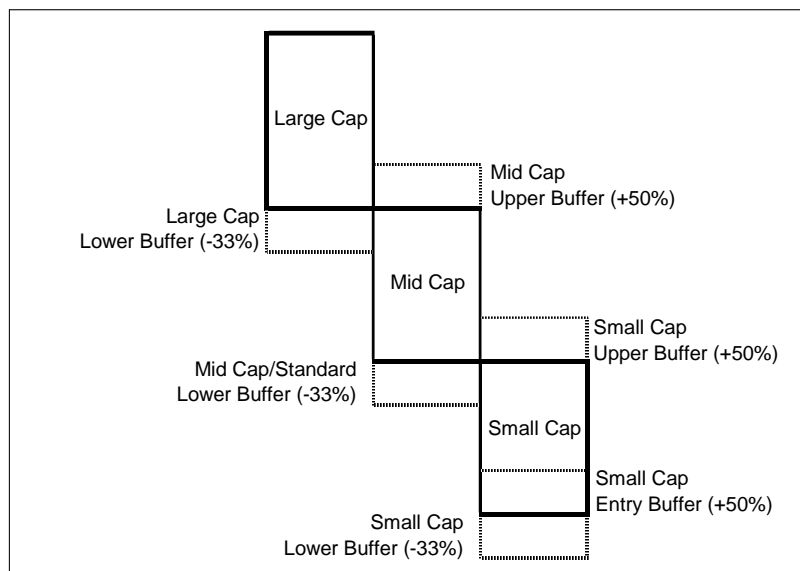 Large Cap
Mid Cap
Upper Buffer (+50%)
Large Cap
Lower Buffer (-33%)
Mid Cap
Small Cap
Upper Buffer (+50%)
Mid Cap/Standard
Lower Buffer (-33%)
Small Cap
Small Cap
Entry Buffer (+50%)
Small Cap
Lower Buffer (-33%)